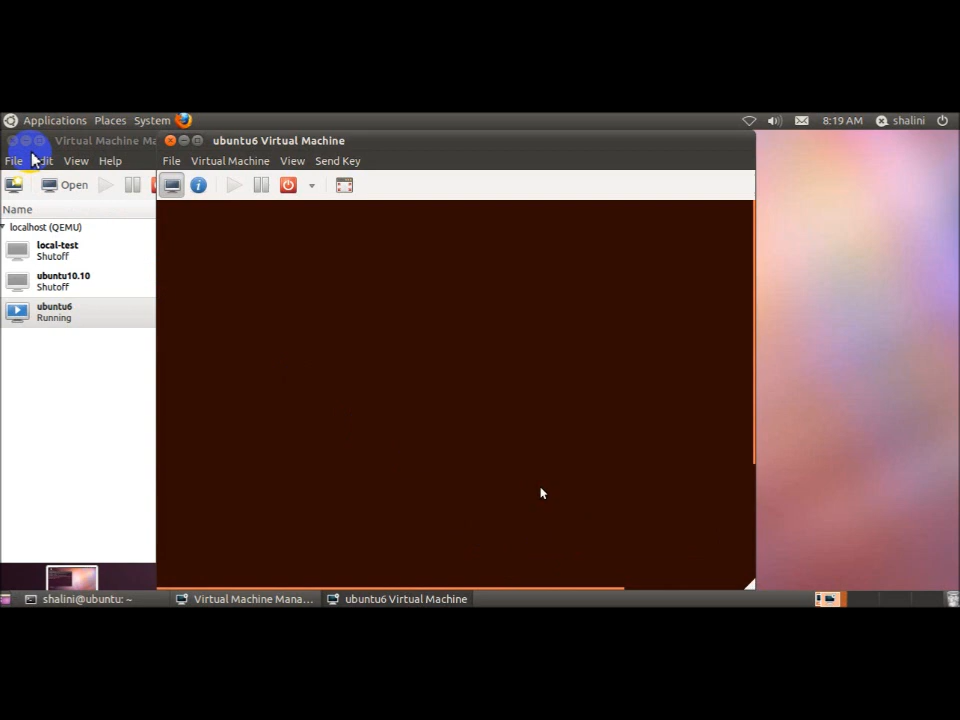 Applications Places System 8:19 AM shalini
Virtual Machine Ma
ubuntu6 Virtual Machine
File Edit View Help
File Virtual Machine View Send Key
Open
Name
localhost (QEMU)
local-test
Shutoff
ubuntu10.10
Shutoff
ubuntu6
Running
shalini@ubuntu: ~
Virtual Machine Mana...
ubuntu6 Virtual Machine